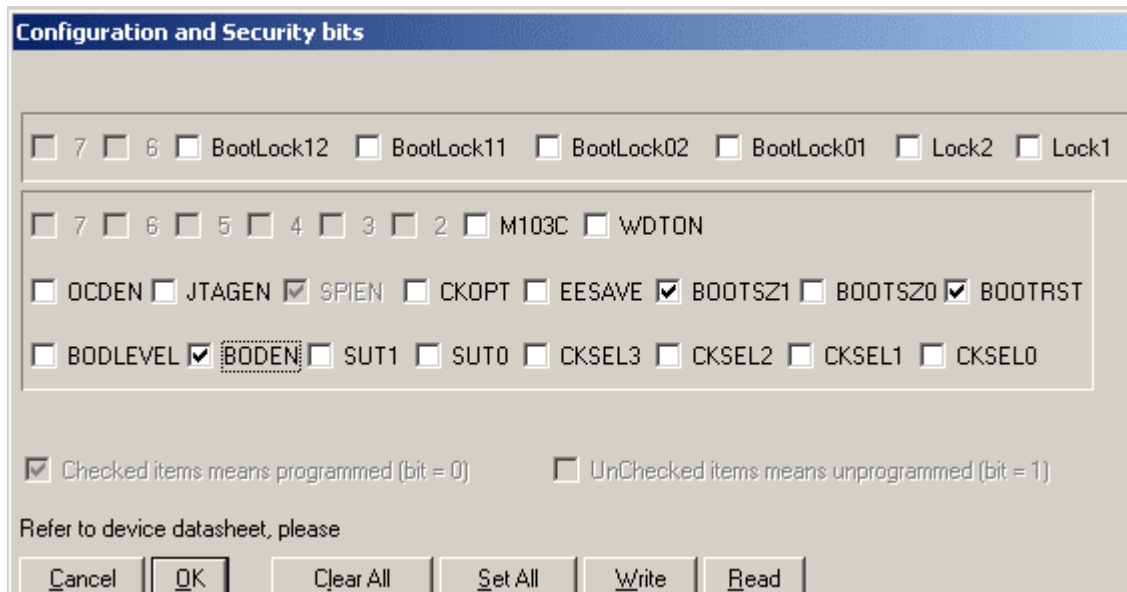 Configuration and Security bits
7 6 BootLock12 BootLock11 BootLock02 BootLock01 Lock2 Lock1
7 6 5 4 3 2 M103C WDTON
OCDEN JTAGEN SPIEN CKOPT EESAVE BOOTSZ1 BOOTSZ0 BOOTRST
BODLEVEL BODEN SUT1 SUT0 CKSEL3 CKSEL2 CKSEL1 CKSEL0
Checked items means programmed (bit = 0) UnChecked items means unprogrammed (bit = 1)
Refer to device datasheet, please
Cancel OK Clear All Set All Write Read